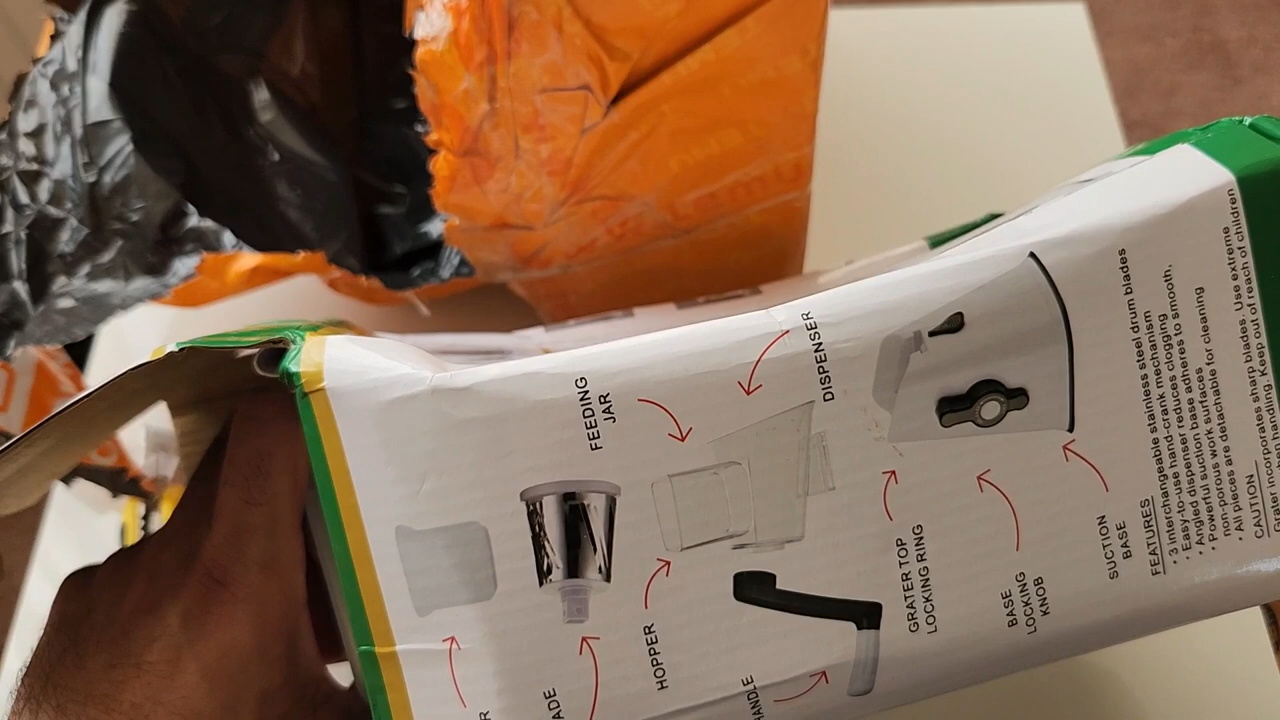 FEEDING
JAR
DISPENSER
HOPPER
GRATER TOP
LOCKING RING
BASE
LOCKING
KNOB
SUCTION
BASE
FEATURES
• 3 interchangeable stainless steel drum blades
• Easy-to-use hand-crank mechanism
• Angled dispenser reduces clogging
• Powerful suction base adheres to smooth,
non-porous work surfaces
• All pieces are detachable for cleaning
CAUTION
incorporates sharp blades. Use extreme
when handling. Keep out of reach of children